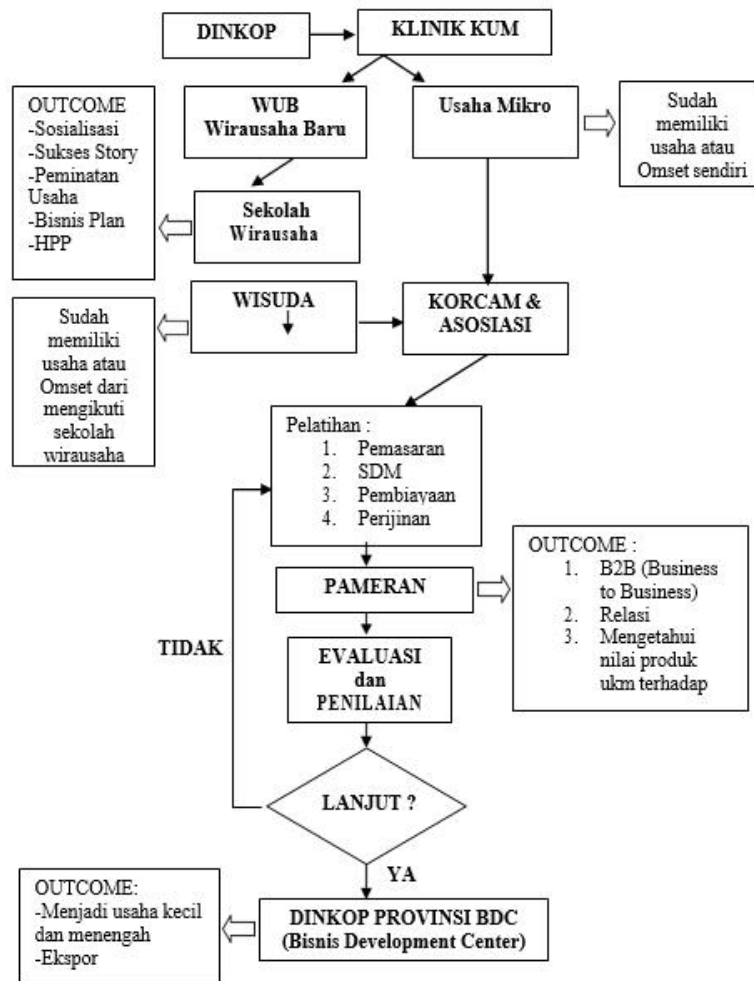 DINKOP
KLINIK KUM
OUTCOME
-Sosialisasi
-Sukses Story
-Peminatan
Usaha
-Bisnis Plan
-HPP
WUB
Wirausaha Baru
Usaha Mikro
Sudah
memiliki
usaha atau
Omset sendiri
Sekolah
Wirausaha
WISUDA
KORCAM &
ASOSIASI
Sudah
memiliki
usaha atau
Omset dari
mengikuti
sekolah
wirausaha
Pelatihan :
1. Pemasaran
2. SDM
3. Pembiayaan
4. Perijinan
PAMERAN
OUTCOME :
1. B2B (Business
to Business)
2. Relasi
3. Mengetahui
nilai produk
ukm terhadap
TIDAK
EVALUASI
dan
PENILAIAN
LANJUT ?
YA
OUTCOME:
-Menjadi usaha kecil
dan menengah
-Ekspor
DINKOP PROVINSI BDC
(Bisnis Development Center)